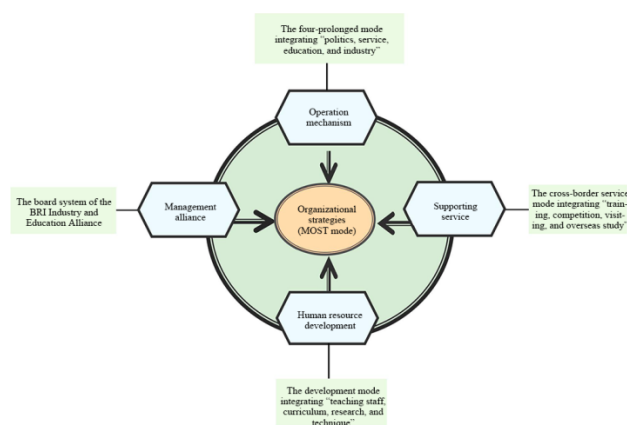 The four-prolonged mode
integrating “politics, service,
education, and industry”
Operation
mechanism
The board system of the
BRI Industry and
Education Alliance
Management
alliance
Organizational
strategies
(MOST mode)
Supporting
service
The cross-border service
mode integrating “train-
ing, competition, visit-
ing, and overseas study”
Human resource
development
The development mode
integrating “teaching staff,
curriculum, research, and
technique”